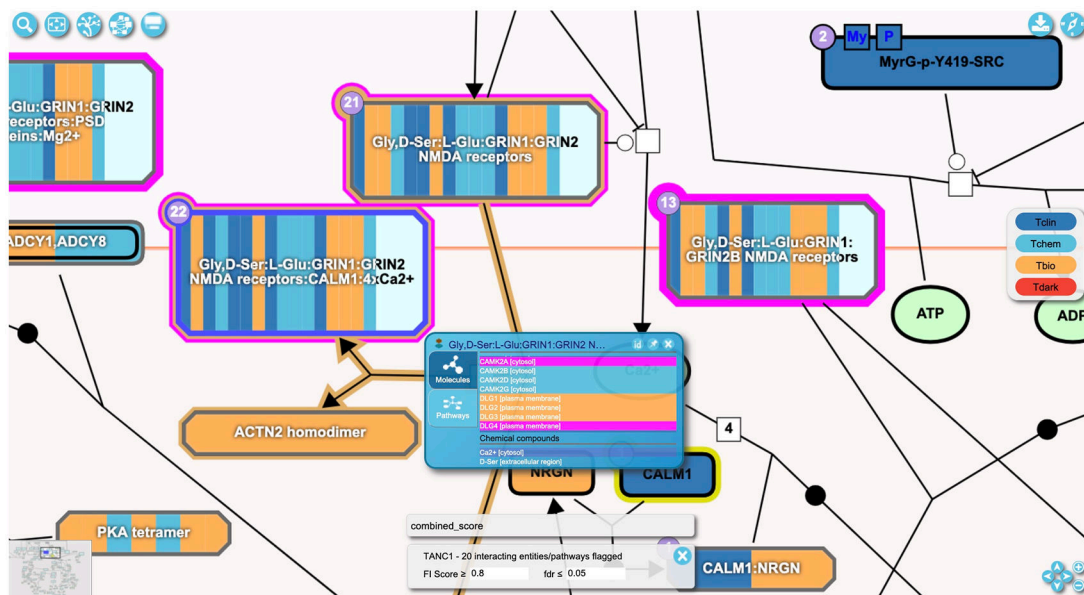 2
My
P
MyrG-p-Y419-SRC
-Glu:GRIN1:GRIN2
receptors:PSD
eins:Mg2+
21
Gly,D-Ser:L-Glu:GRIN1:GRIN2
NMDA receptors
22
Gly,D-Ser:L-Glu:GRIN1:GRIN2
NMDA receptors:CALM1:4xCa2+
13
Gly,D-Ser:L-Glu:GRIN1:
GRIN2B NMDA receptors
Tclin
Tchem
Tbio
Tdark
ADCY1,ADCY8
ATP
ADP
Gly,D-Ser:L-Glu:GRIN1:GRIN2 N...
Molecules
Pathways
CAMK2A [cytosol]
CAMK2B [cytosol]
CAMK2D [cytosol]
CAMK2G [cytosol]
DLG1 [plasma membrane]
DLG2 [plasma membrane]
DLG3 [plasma membrane]
DLG4 [plasma membrane]
Chemical compounds
Ca2+ [cytosol]
D-Ser [extracellular region]
Ca2+
4
ACTN2 homodimer
NRGN
CALM1
PKA tetramer
combined_score
TANC1 - 20 interacting entities/pathways flagged
FI Score ≥ 0.8 fdr ≤ 0.05
CALM1:NRGN